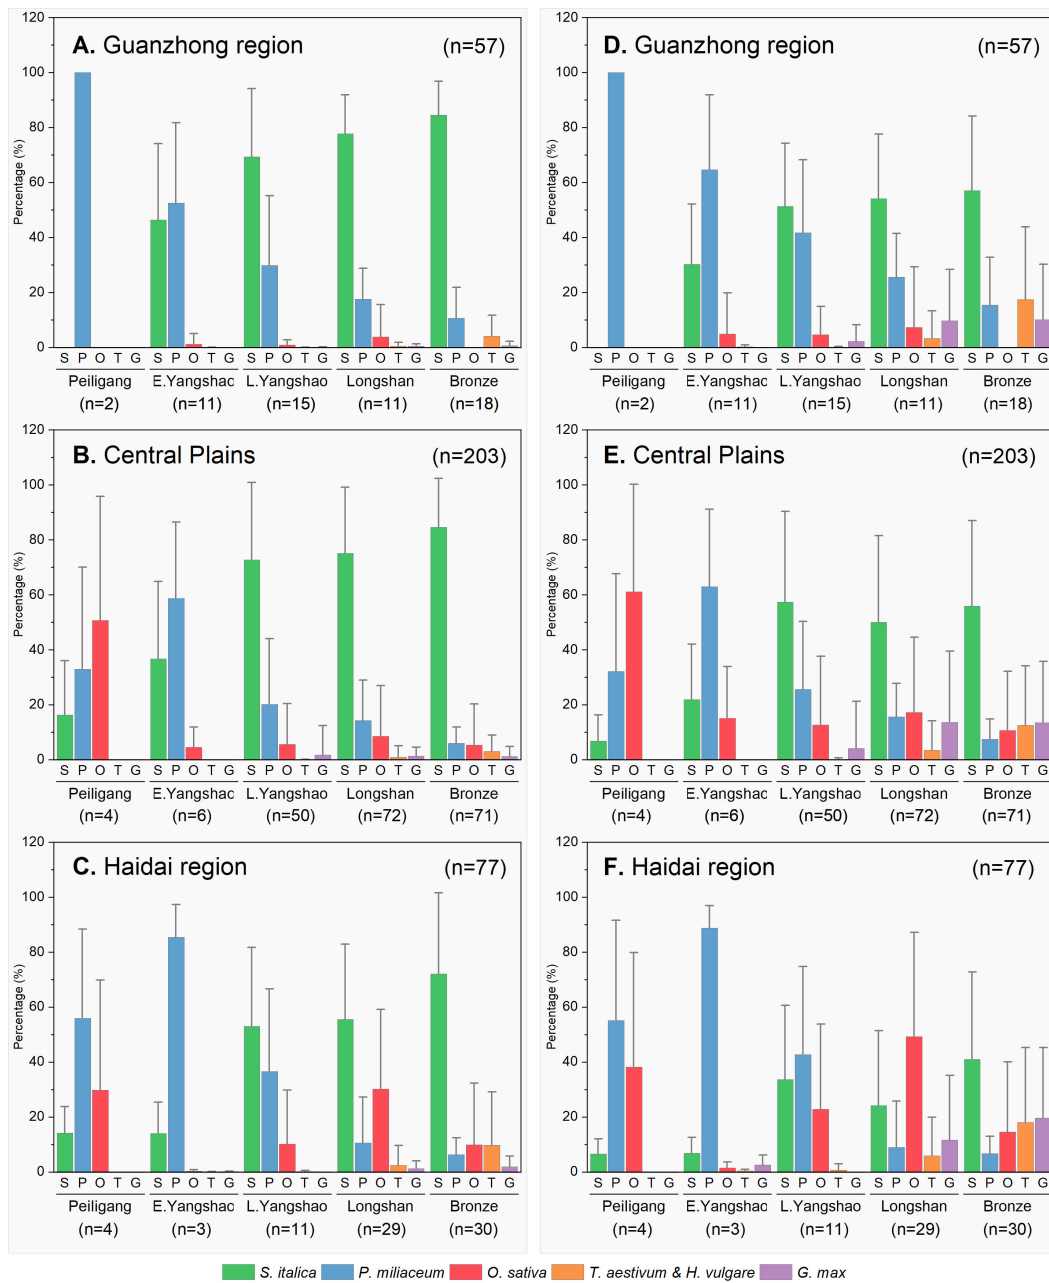 A. Guanzhong region (n=57)
Percentage (%)
120
100
80
60
40
20
0
S P O T G S P O T G S P O T G S P O T G S P O T G
Peiligang E.Yangshac L.Yangshao Longshan Bronze
(n=2) (n=11) (n=15) (n=11) (n=18)
D. Guanzhong region (n=57)
Percentage (%)
120
100
80
60
40
20
0
S P O T G S P O T G S P O T G S P O T G S P O T G
Peiligang E.Yangshac L.Yangshao Longshan Bronze
(n=2) (n=11) (n=15) (n=11) (n=18)
B. Central Plains (n=203)
Percentage (%)
120
100
80
60
40
20
0
S P O T G S P O T G S P O T G S P O T G S P O T G
Peiligang E.Yangshac L.Yangshao Longshan Bronze
(n=4) (n=6) (n=50) (n=72) (n=71)
E. Central Plains (n=203)
Percentage (%)
120
100
80
60
40
20
0
S P O T G S P O T G S P O T G S P O T G S P O T G
Peiligang E.Yangshac L.Yangshao Longshan Bronze
(n=4) (n=6) (n=50) (n=72) (n=71)
C. Haidai region (n=77)
Percentage (%)
120
100
80
60
40
20
0
S P O T G S P O T G S P O T G S P O T G S P O T G
Peiligang E.Yangshao L.Yangshao Longshan Bronze
(n=4) (n=3) (n=11) (n=29) (n=30)
F. Haidai region (n=77)
Percentage (%)
120
100
80
60
40
20
0
S P O T G S P O T G S P O T G S P O T G S P O T G
Peiligang E.Yangshao L.Yangshao Longshan Bronze
(n=4) (n=3) (n=11) (n=29) (n=30)
S. italica P. miliaceum O. sativa T. aestivum & H. vulgare G. max